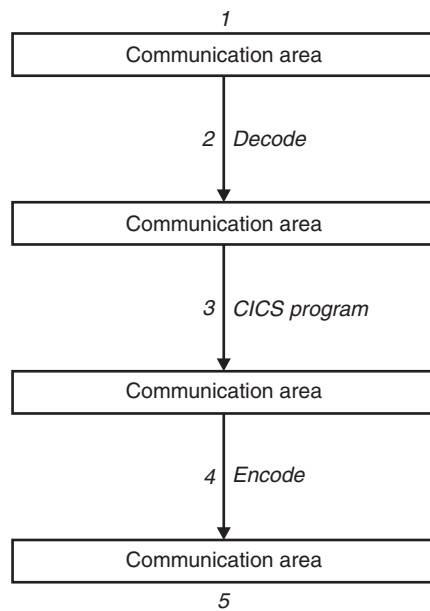 1
Communication area
2 Decode
Communication area
3 CICS program
Communication area
4 Encode
Communication area
5